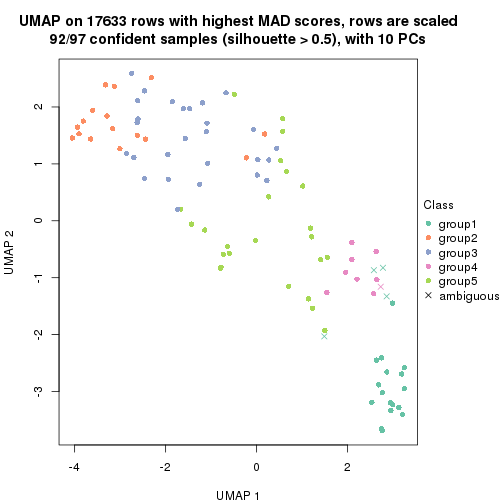 UMAP on 17633 rows with highest MAD scores, rows are scaled
92/97 confident samples (silhouette > 0.5), with 10 PCs
UMAP 2
2
1
0
-1
-2
-3
-4
-2
0
2
UMAP 1
Class
group1
group2
group3
group4
group5
ambiguous